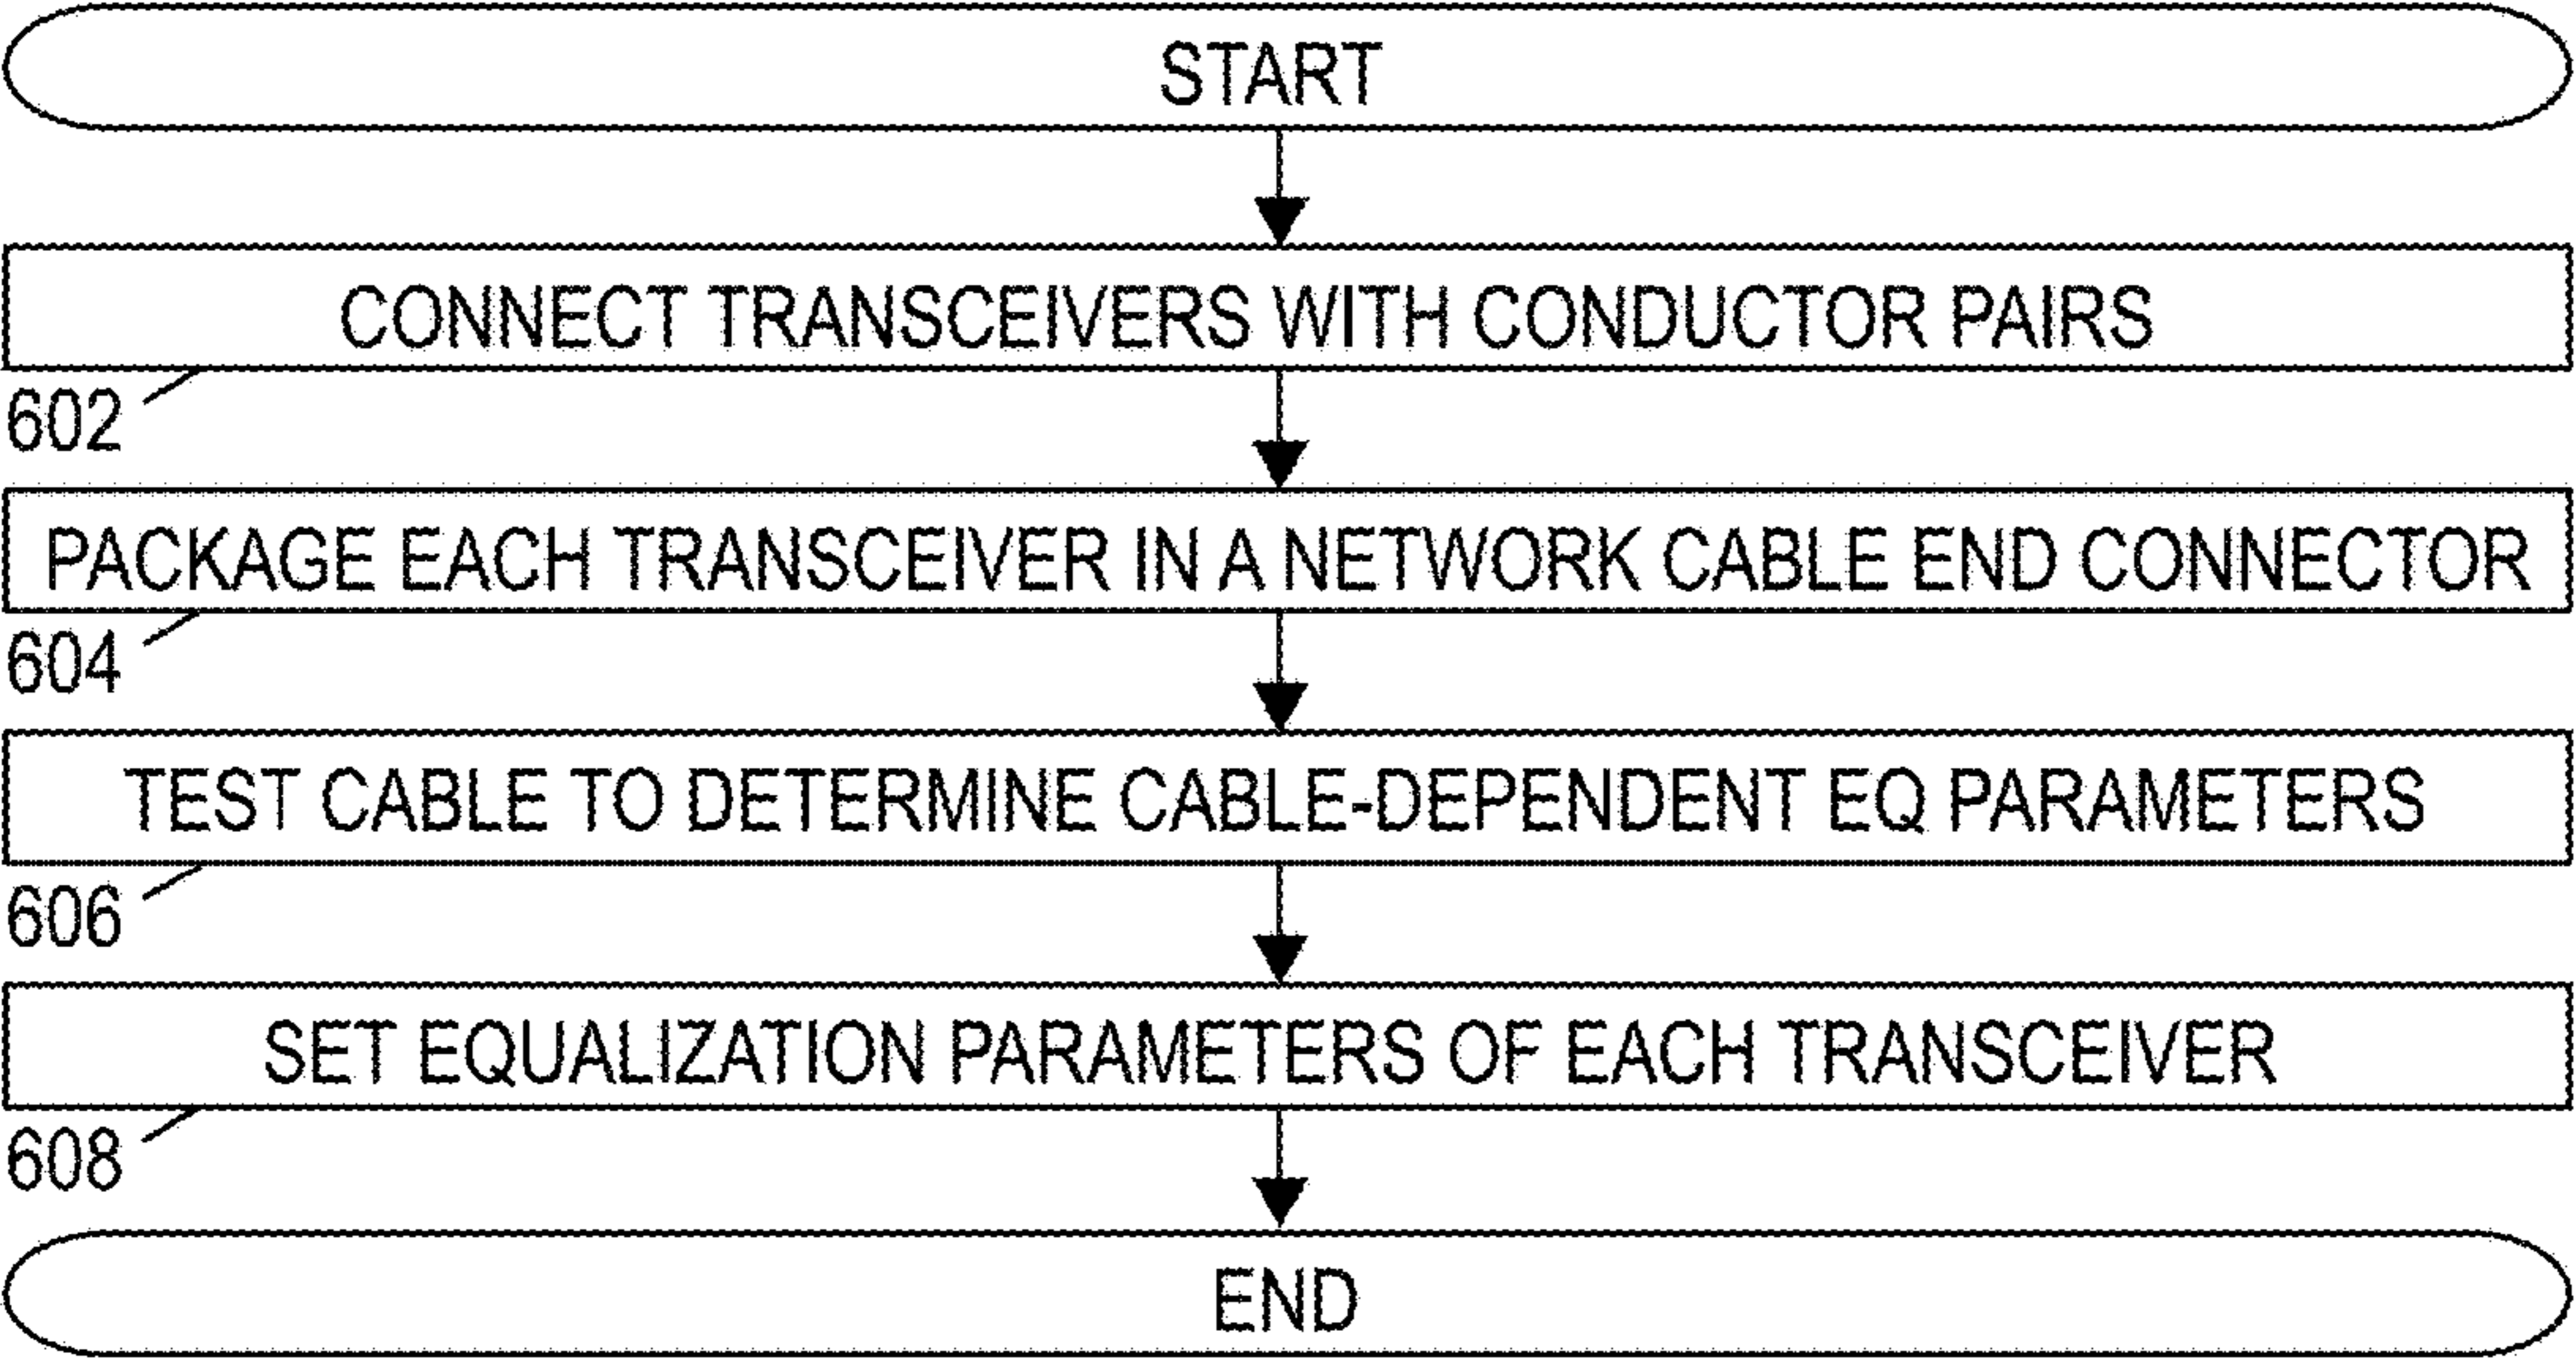 START
CONNECT TRANSCEIVERS WITH CONDUCTOR PAIRS
602
PACKAGE EACH TRANSCEIVER IN A NETWORK CABLE END CONNECTOR
604
TEST CABLE TO DETERMINE CABLE-DEPENDENT EQ PARAMETERS
606
SET EQUALIZATION PARAMETERS OF EACH TRANSCEIVER
608
END